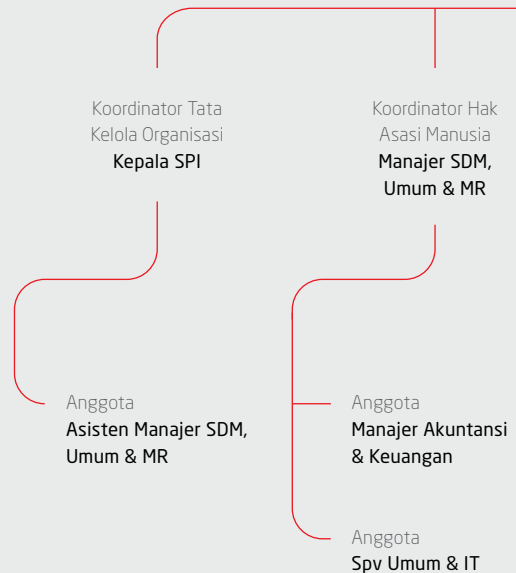 Koordinator Tata
Kelola Organisasi
Kepala SPI
Koordinator Hak
Asasi Manusia
Manajer SDM,
Umum & MR
Anggota
Asisten Manajer SDM,
Umum & MR
Anggota
Manajer Akuntansi
& Keuangan
Anggota
Spv Umum & IT